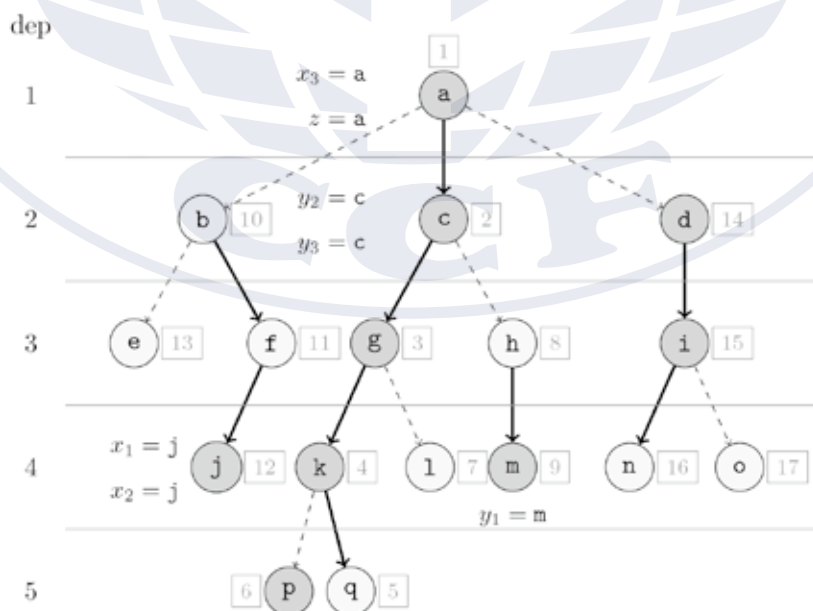 dep
1
x₃ = a
1
a
z = a
2
b
10
y₂ = c
y₃ = c
c
2
d
14
3
e
13
f
11
g
3
h
8
i
15
4
x₁ = j
x₂ = j
j
12
k
4
l
7
m
9
n
16
o
17
y₁ = m
5
6
p
q
5
CCF